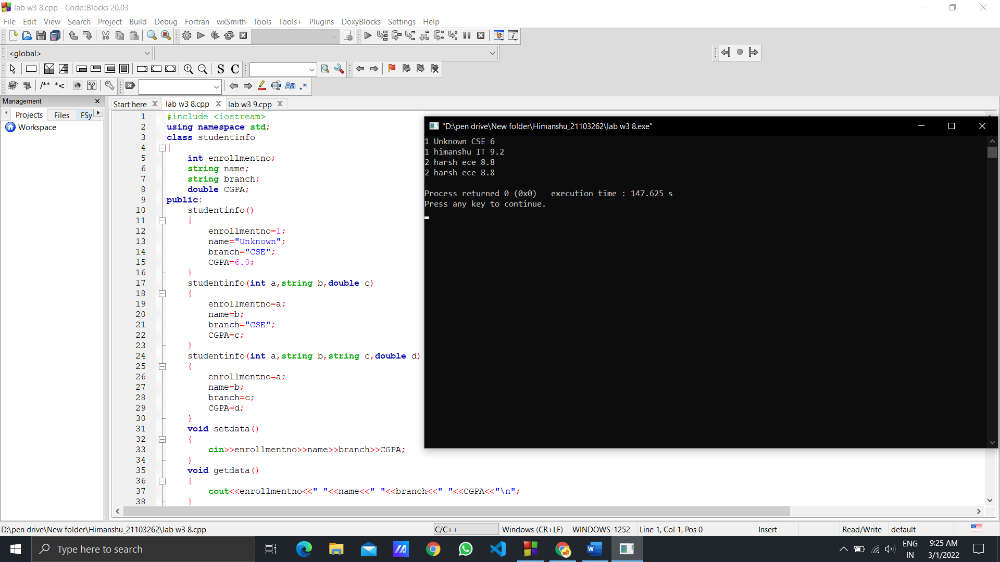 lab w3 8.cpp - Code::Blocks 20.03
File Edit View Search Project Build Debug Fortran wxSmith Tools Tools+ Plugins DoxyBlocks Settings Help
<global>
S C
/** *<
Aa .*
Management
Projects Files FSy
Workspace
Start here lab w3 8.cpp lab w3 9.cpp
1 #include <iostream>
2 using namespace std;
3 class studentinfo
4 {
5 int enrollmentno;
6 string name;
7 string branch;
8 double CGPA;
9 public:
10 studentinfo()
11 {
12 enrollmentno=1;
13 name="Unknown";
14 branch="CSE";
15 CGPA=6.0;
16 }
17 studentinfo(int a,string b,double c)
18 {
19 enrollmentno=a;
20 name=b;
21 branch="CSE";
22 CGPA=c;
23 }
24 studentinfo(int a,string b,string c,double d)
25 {
26 enrollmentno=a;
27 name=b;
28 branch=c;
29 CGPA=d;
30 }
31 void setdata()
32 {
33 cin>>enrollmentno>>name>>branch>>CGPA;
34 }
35 void getdata()
36 {
37 cout<<enrollmentno<<" "<<name<<" "<<branch<<" "<<CGPA<<"\n";
38 }
"D:\pen drive\New folder\Himanshu_21103262\lab w3 8.exe"
1 Unknown CSE 6
1 himanshu IT 9.2
2 harsh ece 8.8
2 harsh ece 8.8
Process returned 0 (0x0)   execution time : 147.625 s
Press any key to continue.
D:\pen drive\New folder\Himanshu_21103262\lab w3 8.cpp C/C++ Windows (CR+LF) WINDOWS-1252 Line 1, Col 1, Pos 0 Insert Read/Write default
Type here to search
ENG
IN
9:25 AM
3/1/2022